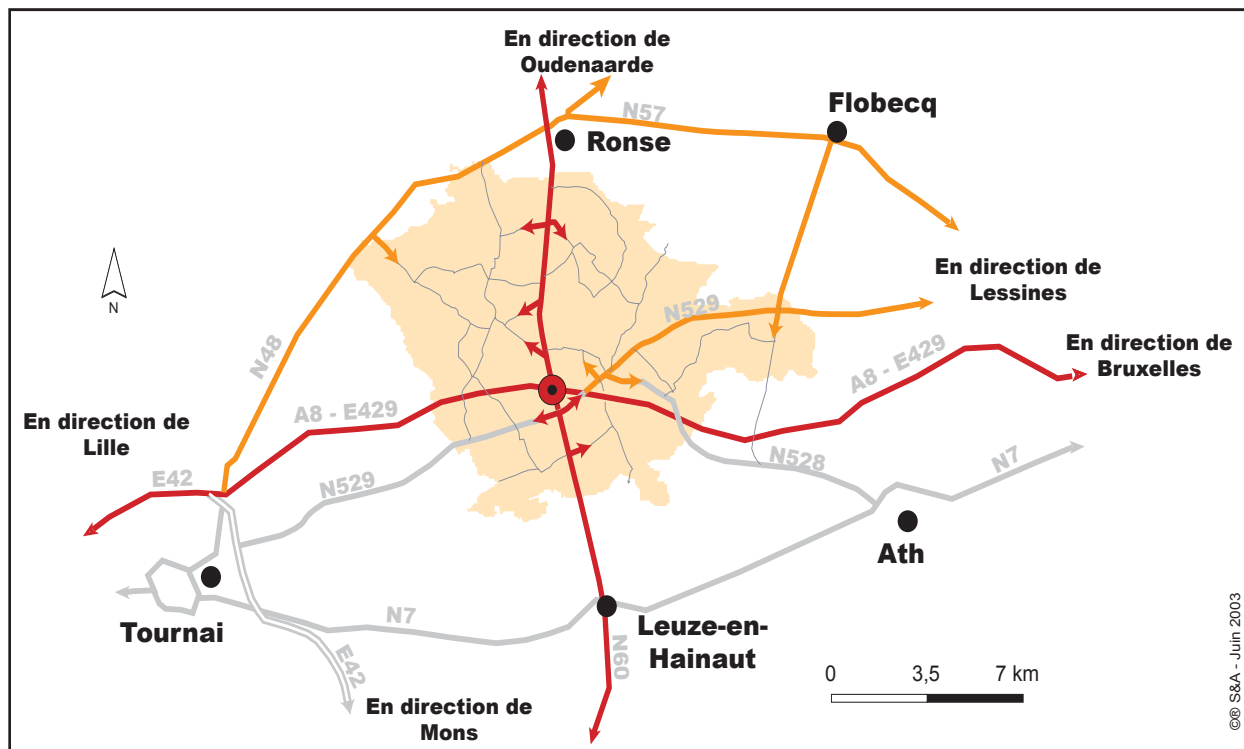 En direction de
Oudenaarde
N57
Flobecq
Ronse
En direction de
Lessines
N529
N48
N
En direction de
Bruxelles
A8 - E429
A8 - E429
En direction de
Lille
E42
N529
N528
N7
Ath
Tournai
N7
Leuze-en-
Hainaut
N60
E42
En direction de
Mons
0 3,5 7 km
©® S&A - Juin 2003